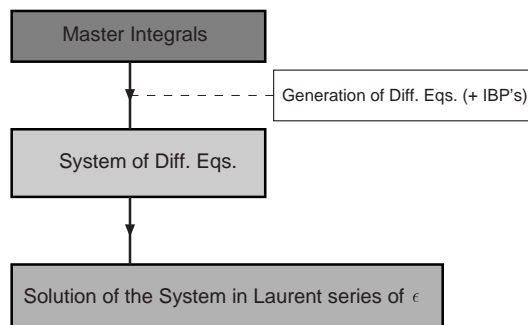 Master Integrals
Generation of Diff. Eqs. (+ IBP's)
System of Diff. Eqs.
Solution of the System in Laurent series of ϵ